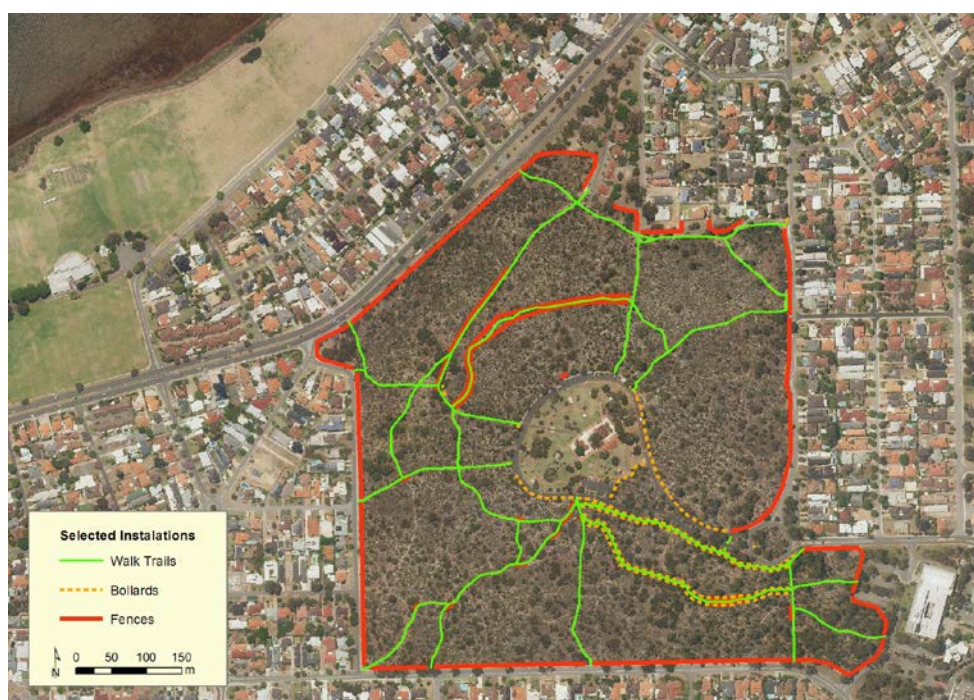 Selected Instalations
Walk Trails
Bollards
Fences
N
0 50 100 150
m